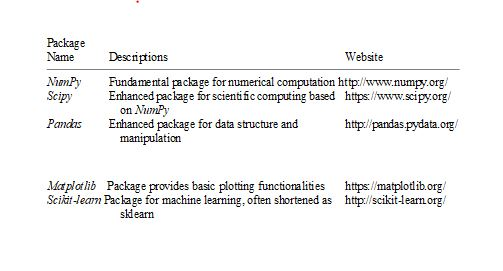 Package
Name Descriptions Website
NumPy Fundamental package for numerical computation http://www.numpy.org/
Scipy Enhanced package for scientific computing based https://www.scipy.org/
on NumPy
Pandas Enhanced package for data structure and http://pandas.pydata.org/
manipulation
Matplotlib Package provides basic plotting functionalities https://matplotlib.org/
Scikit-learn Package for machine learning, often shortened as http://scikit-learn.org/
sklearn